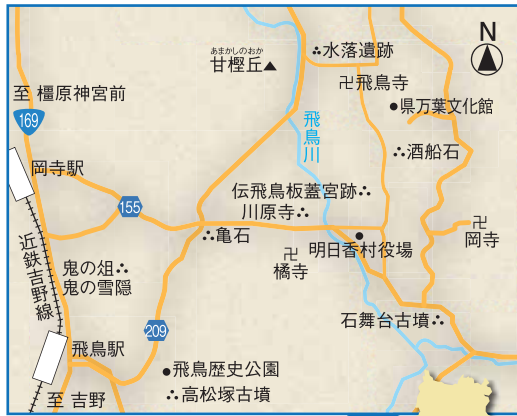 N
あまかしのおか
甘樫丘
水落遺跡
卍飛鳥寺
至 橿原神宮前
県万葉文化館
169
飛鳥川
酒船石
岡寺駅
155
伝飛鳥板蓋宮跡
川原寺
亀石
明日香村役場
卍
岡寺
近鉄吉野線
鬼の俎
鬼の雪隠
卍
橘寺
石舞台古墳
209
飛鳥駅
飛鳥歴史公園
高松塚古墳
至 吉野